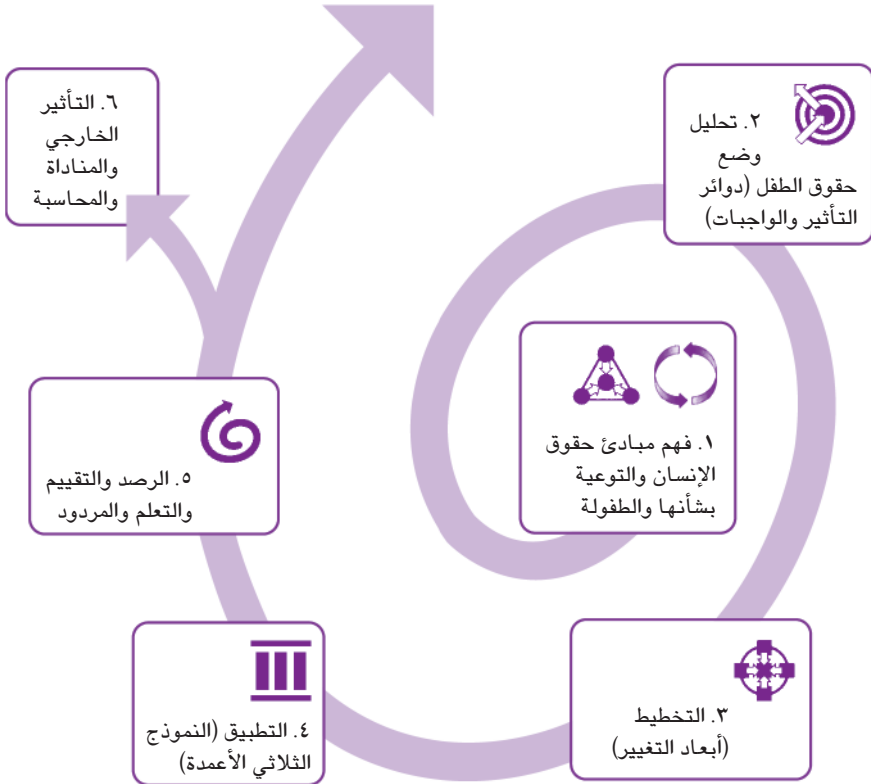 ١. فهم مبادئ حقوق
الإنسان والتوعية
بشأنها والطفولة
٢. تحليل
وضع
حقوق الطفل (دوائر
التأثير والواجبات)
٣. التخطيط
(أبعاد التغيير)
٤. التطبيق (النموذج
الثلاثي الأعمدة)
٥. الرصد والتقييم
والتعلم والمردود
٦. التأثير
الخارجي
والمناداة
والمحاسبة